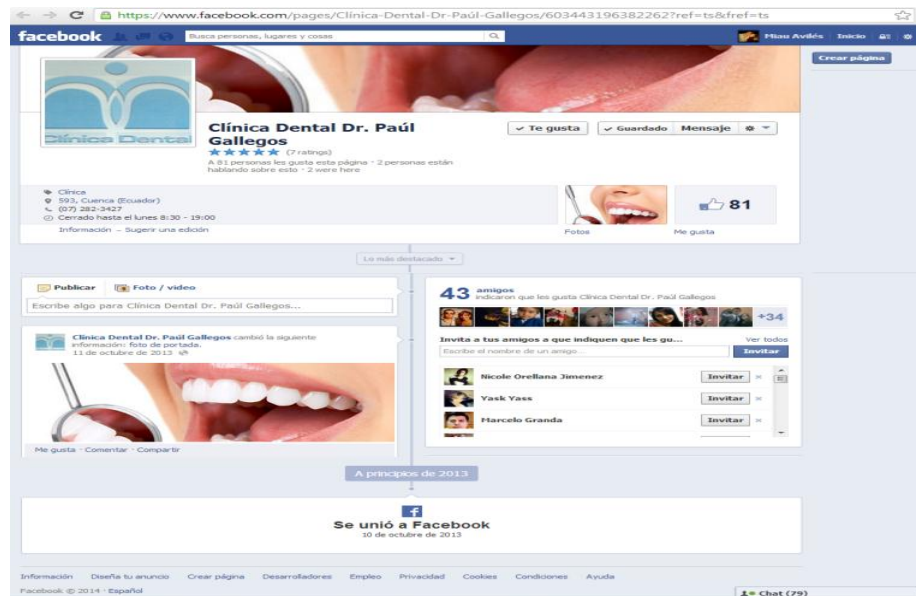 https://www.facebook.com/pages/Clínica-Dental-Dr-Paúl-Gallegos/603443196382262?ref=ts&fref=ts
facebook
Busca personas, lugares y cosas
Miau Avilés
Inicio
Crear página
Clínica Dental
Clínica Dental Dr. Paúl
Gallegos
(7 ratings)
A 81 personas les gusta esta página · 2 personas están
hablando sobre esto · 2 were here
Te gusta
Guardado
Mensaje
Clínica
593, Cuenca (Ecuador)
(07) 282-3427
Cerrado hasta el lunes 8:30 - 19:00
Información – Sugerir una edición
81
Fotos
Me gusta
Lo más destacado
Publicar
Foto / video
Escribe algo para Clínica Dental Dr. Paúl Gallegos...
Clínica Dental Dr. Paúl Gallegos cambió la siguiente
información: foto de portada.
11 de octubre de 2013
Me gusta · Comentar · Compartir
43 amigos
indicaron que les gusta Clínica Dental Dr. Paúl Gallegos
+34
Invita a tus amigos a que indiquen que les gu...
Ver todos
Escribe el nombre de un amigo...
Invitar
Nicole Orellana Jimenez
Invitar
Yask Yass
Invitar
Marcelo Granda
Invitar
A principios de 2013
Se unió a Facebook
10 de octubre de 2013
Información Diseña tu anuncio Crear página Desarrolladores Empleo Privacidad Cookies Condiciones Ayuda
Facebook © 2014 · Español
Chat (79)